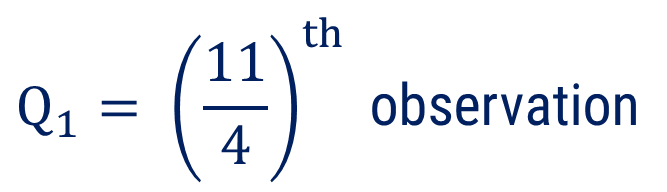 Q₁ = (11/4)ᵗʰ observation